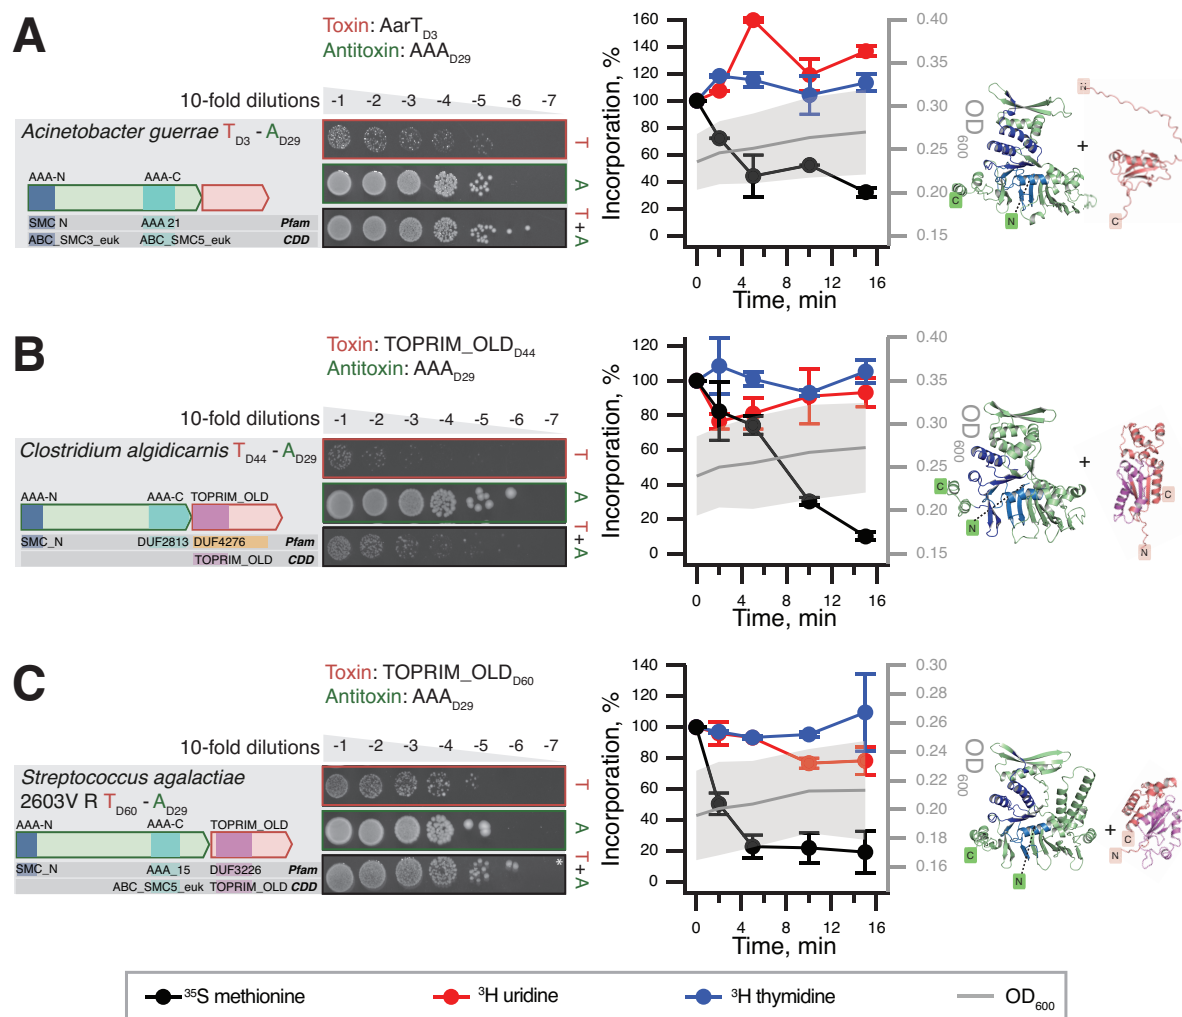 A
Toxin: AarT D3
Antitoxin: AAA D29
10-fold dilutions -1 -2 -3 -4 -5 -6 -7
Acinetobacter guerrae T D3 - A D29
AAA-N AAA-C
SMC N AAA 21 Pfam
ABC_SMC3_euk ABC_SMC5_euk CDD
T
A
T+A
Incorporation, %
160
140
120
100
80
60
40
20
0
0 4 8 12 16
Time, min
0.40
0.35
0.30
0.25
0.20
0.15
OD600
C
N
+
N
C
B
Toxin: TOPRIM_OLD D44
Antitoxin: AAA D29
10-fold dilutions -1 -2 -3 -4 -5 -6 -7
Clostridium algidicarnis T D44 - A D29
AAA-N AAA-C TOPRIM_OLD
SMC_N DUF2813 DUF4276 Pfam
TOPRIM_OLD CDD
T
A
T+A
Incorporation, %
120
100
80
60
40
20
0
0 4 8 12 16
Time, min
0.40
0.35
0.30
0.25
0.20
0.15
OD600
C
N
+
C
N
C
Toxin: TOPRIM_OLD D60
Antitoxin: AAA D29
10-fold dilutions -1 -2 -3 -4 -5 -6 -7
Streptococcus agalactiae
2603V R T D60 - A D29
AAA-N AAA-C TOPRIM_OLD
SMC_N AAA_15 DUF3226 Pfam
ABC_SMC5_euk TOPRIM_OLD CDD
T
A
T+A
*
Incorporation, %
140
120
100
80
60
40
20
0
0 4 8 12 16
Time, min
0.30
0.28
0.26
0.24
0.22
0.20
0.18
0.16
OD600
C
N
+
N
C
35S methionine 3H uridine 3H thymidine OD600